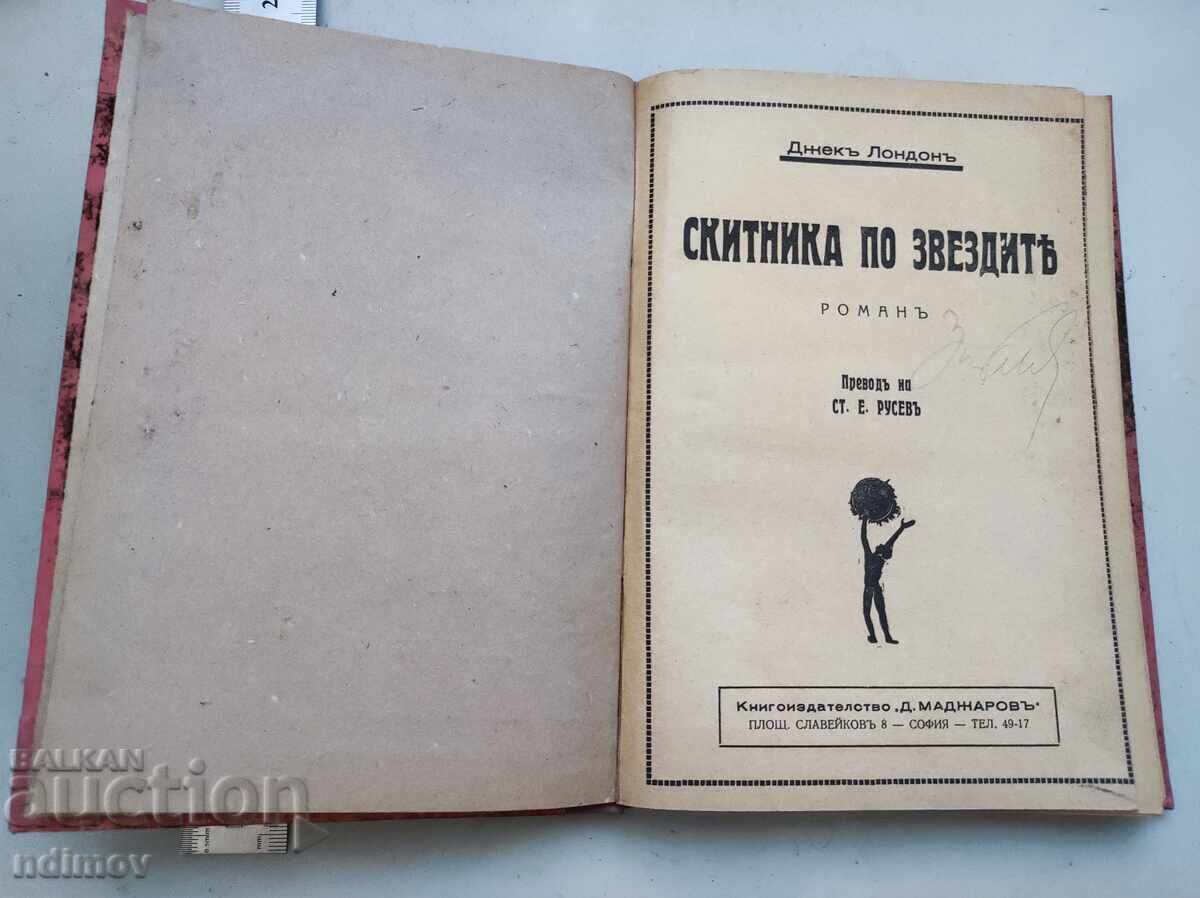 Джекъ Лондонъ
СКИТНИКА ПО ЗВЕЗДИТѢ
РОМАНЪ
Преводъ на
СТ. Е. РУСЕВЪ
Книгоиздателство „Д. МАДЖАРОВЪ“
ПЛОЩ. СЛАВЕЙКОВЪ 8 — СОФИЯ — ТЕЛ. 49-17
BALKAN
auction
ndimov